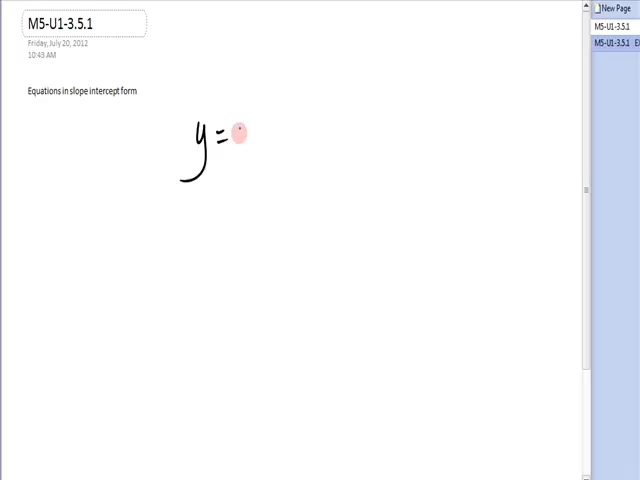 M5-U1-3.5.1
Friday, July 20, 2012
10:43 AM
Equations in slope intercept form
y=
New Page
M5-U1-3.5.1
M5-U1-3.5.1 E